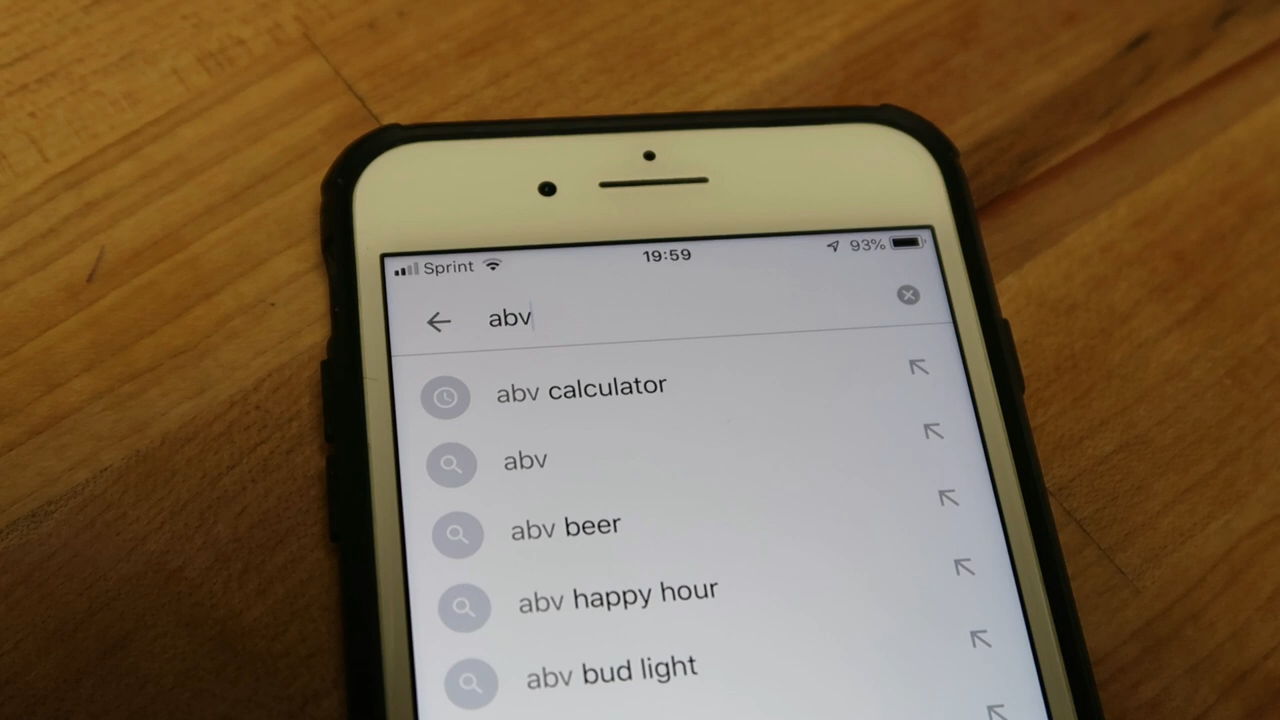 Sprint 19:59 93%
abv
abv calculator
abv
abv beer
abv happy hour
abv bud light